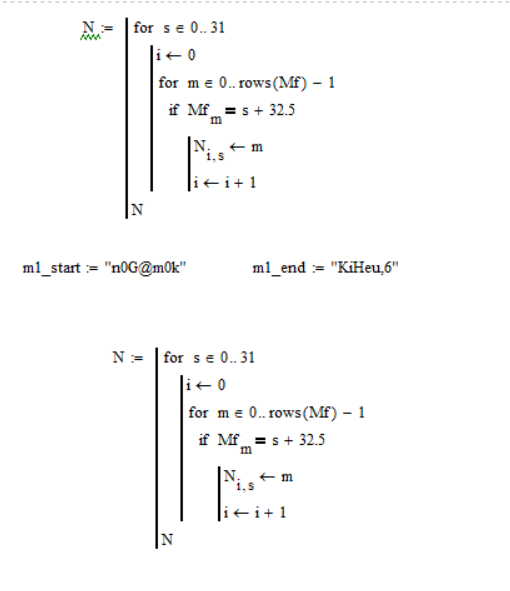 N := for s ∈ 0.. 31
i ← 0
for m ∈ 0.. rows(Mf) − 1
if Mf_m = s + 32.5
N_i,s ← m
i ← i + 1
N
m1_start := "n0G@m0k" m1_end := "KiHeu,6"
N := for s ∈ 0.. 31
i ← 0
for m ∈ 0.. rows(Mf) − 1
if Mf_m = s + 32.5
N_i,s ← m
i ← i + 1
N